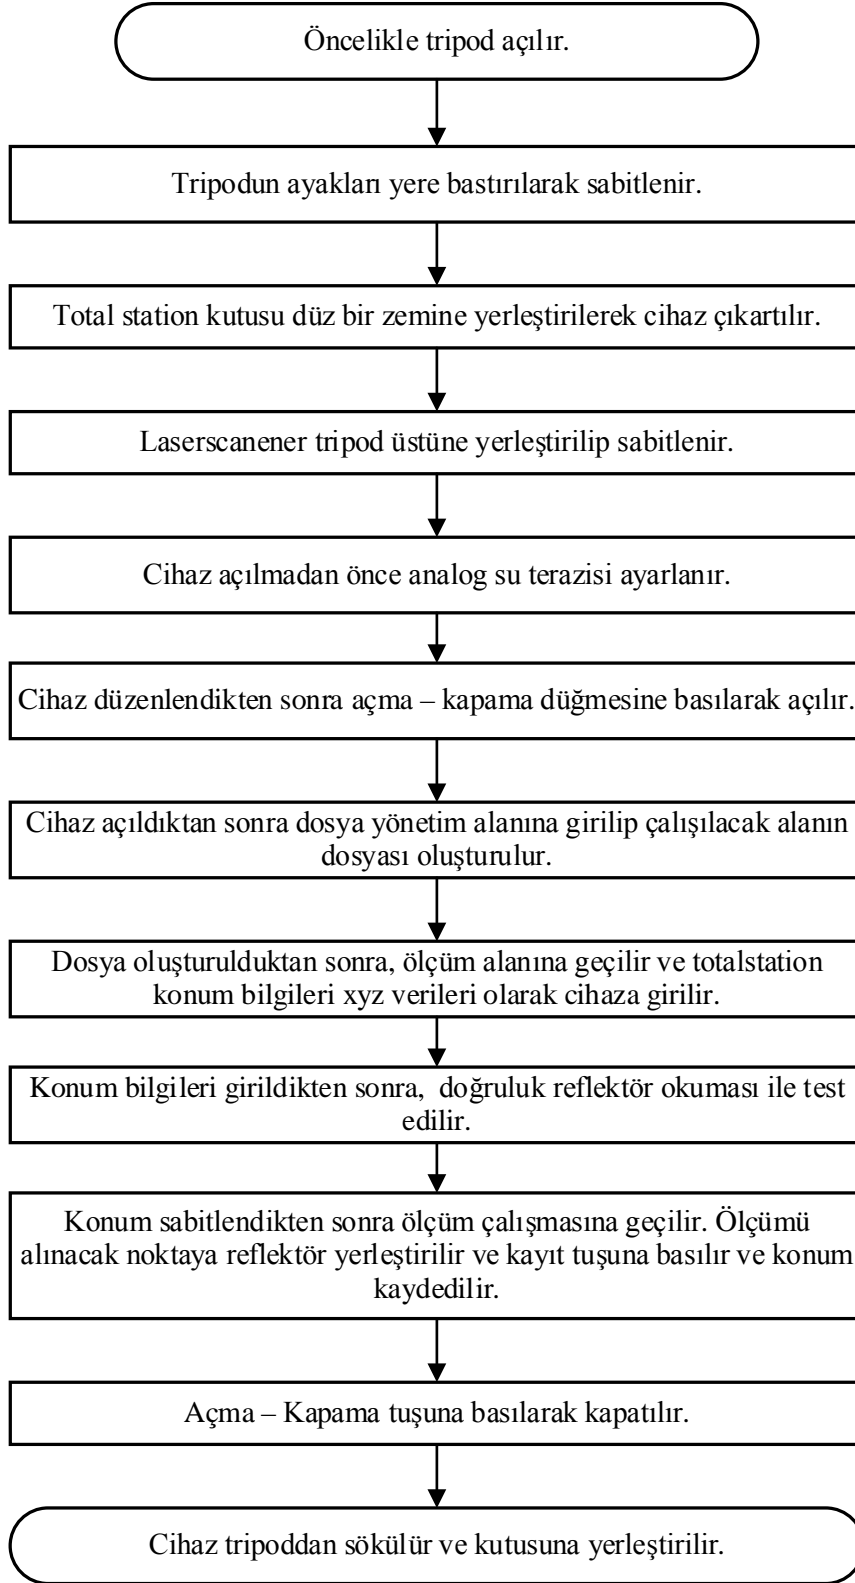 Öncelikle tripod açılır.
Tripodun ayakları yere bastırılarak sabitlenir.
Total station kutusu düz bir zemine yerleştirilerek cihaz çıkartılır.
Laserscanener tripod üstüne yerleştirilip sabitlenir.
Cihaz açılmadan önce analog su terazisi ayarlanır.
Cihaz düzenlendikten sonra açma – kapama düğmesine basılarak açılır.
Cihaz açıldıktan sonra dosya yönetim alanına girilip çalışılacak alanın
dosyası oluşturulur.
Dosya oluşturulduktan sonra, ölçüm alanına geçilir ve totalstation
konum bilgileri xyz verileri olarak cihaza girilir.
Konum bilgileri girildikten sonra, doğruluk reflektör okuması ile test
edilir.
Konum sabitlendikten sonra ölçüm çalışmasına geçilir. Ölçümü
alınacak noktaya reflektör yerleştirilir ve kayıt tuşuna basılır ve konum
kaydedilir.
Açma – Kapama tuşuna basılarak kapatılır.
Cihaz tripoddan sökülür ve kutusuna yerleştirilir.